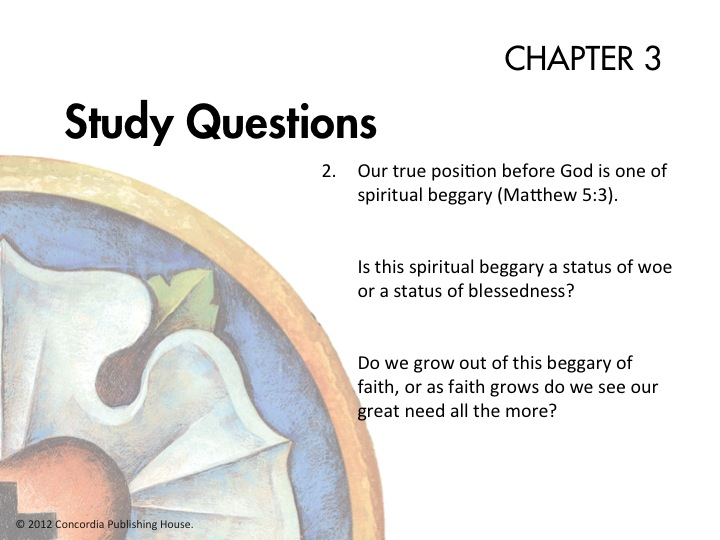 CHAPTER 3
Study Questions
2. Our true position before God is one of
spiritual beggary (Matthew 5:3).
Is this spiritual beggary a status of woe
or a status of blessedness?
Do we grow out of this beggary of
faith, or as faith grows do we see our
great need all the more?
© 2012 Concordia Publishing House.